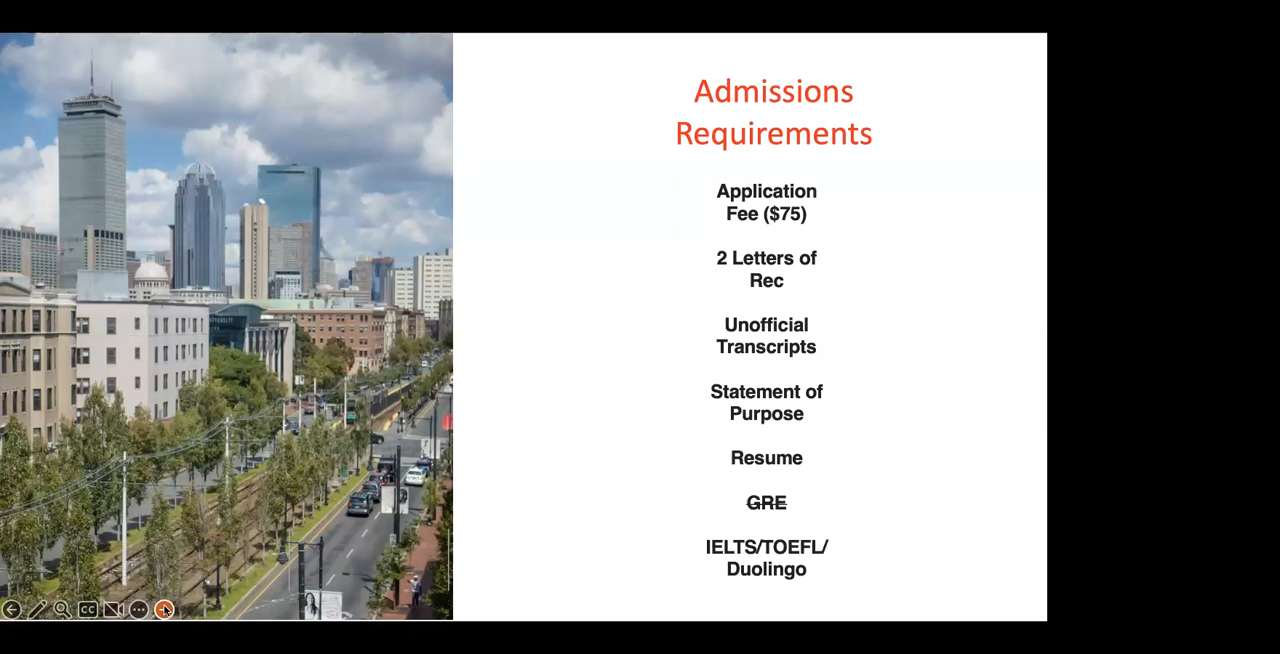 Admissions
Requirements
Application
Fee ($75)
2 Letters of
Rec
Unofficial
Transcripts
Statement of
Purpose
Resume
GRE
IELTS/TOEFL/
Duolingo
CC